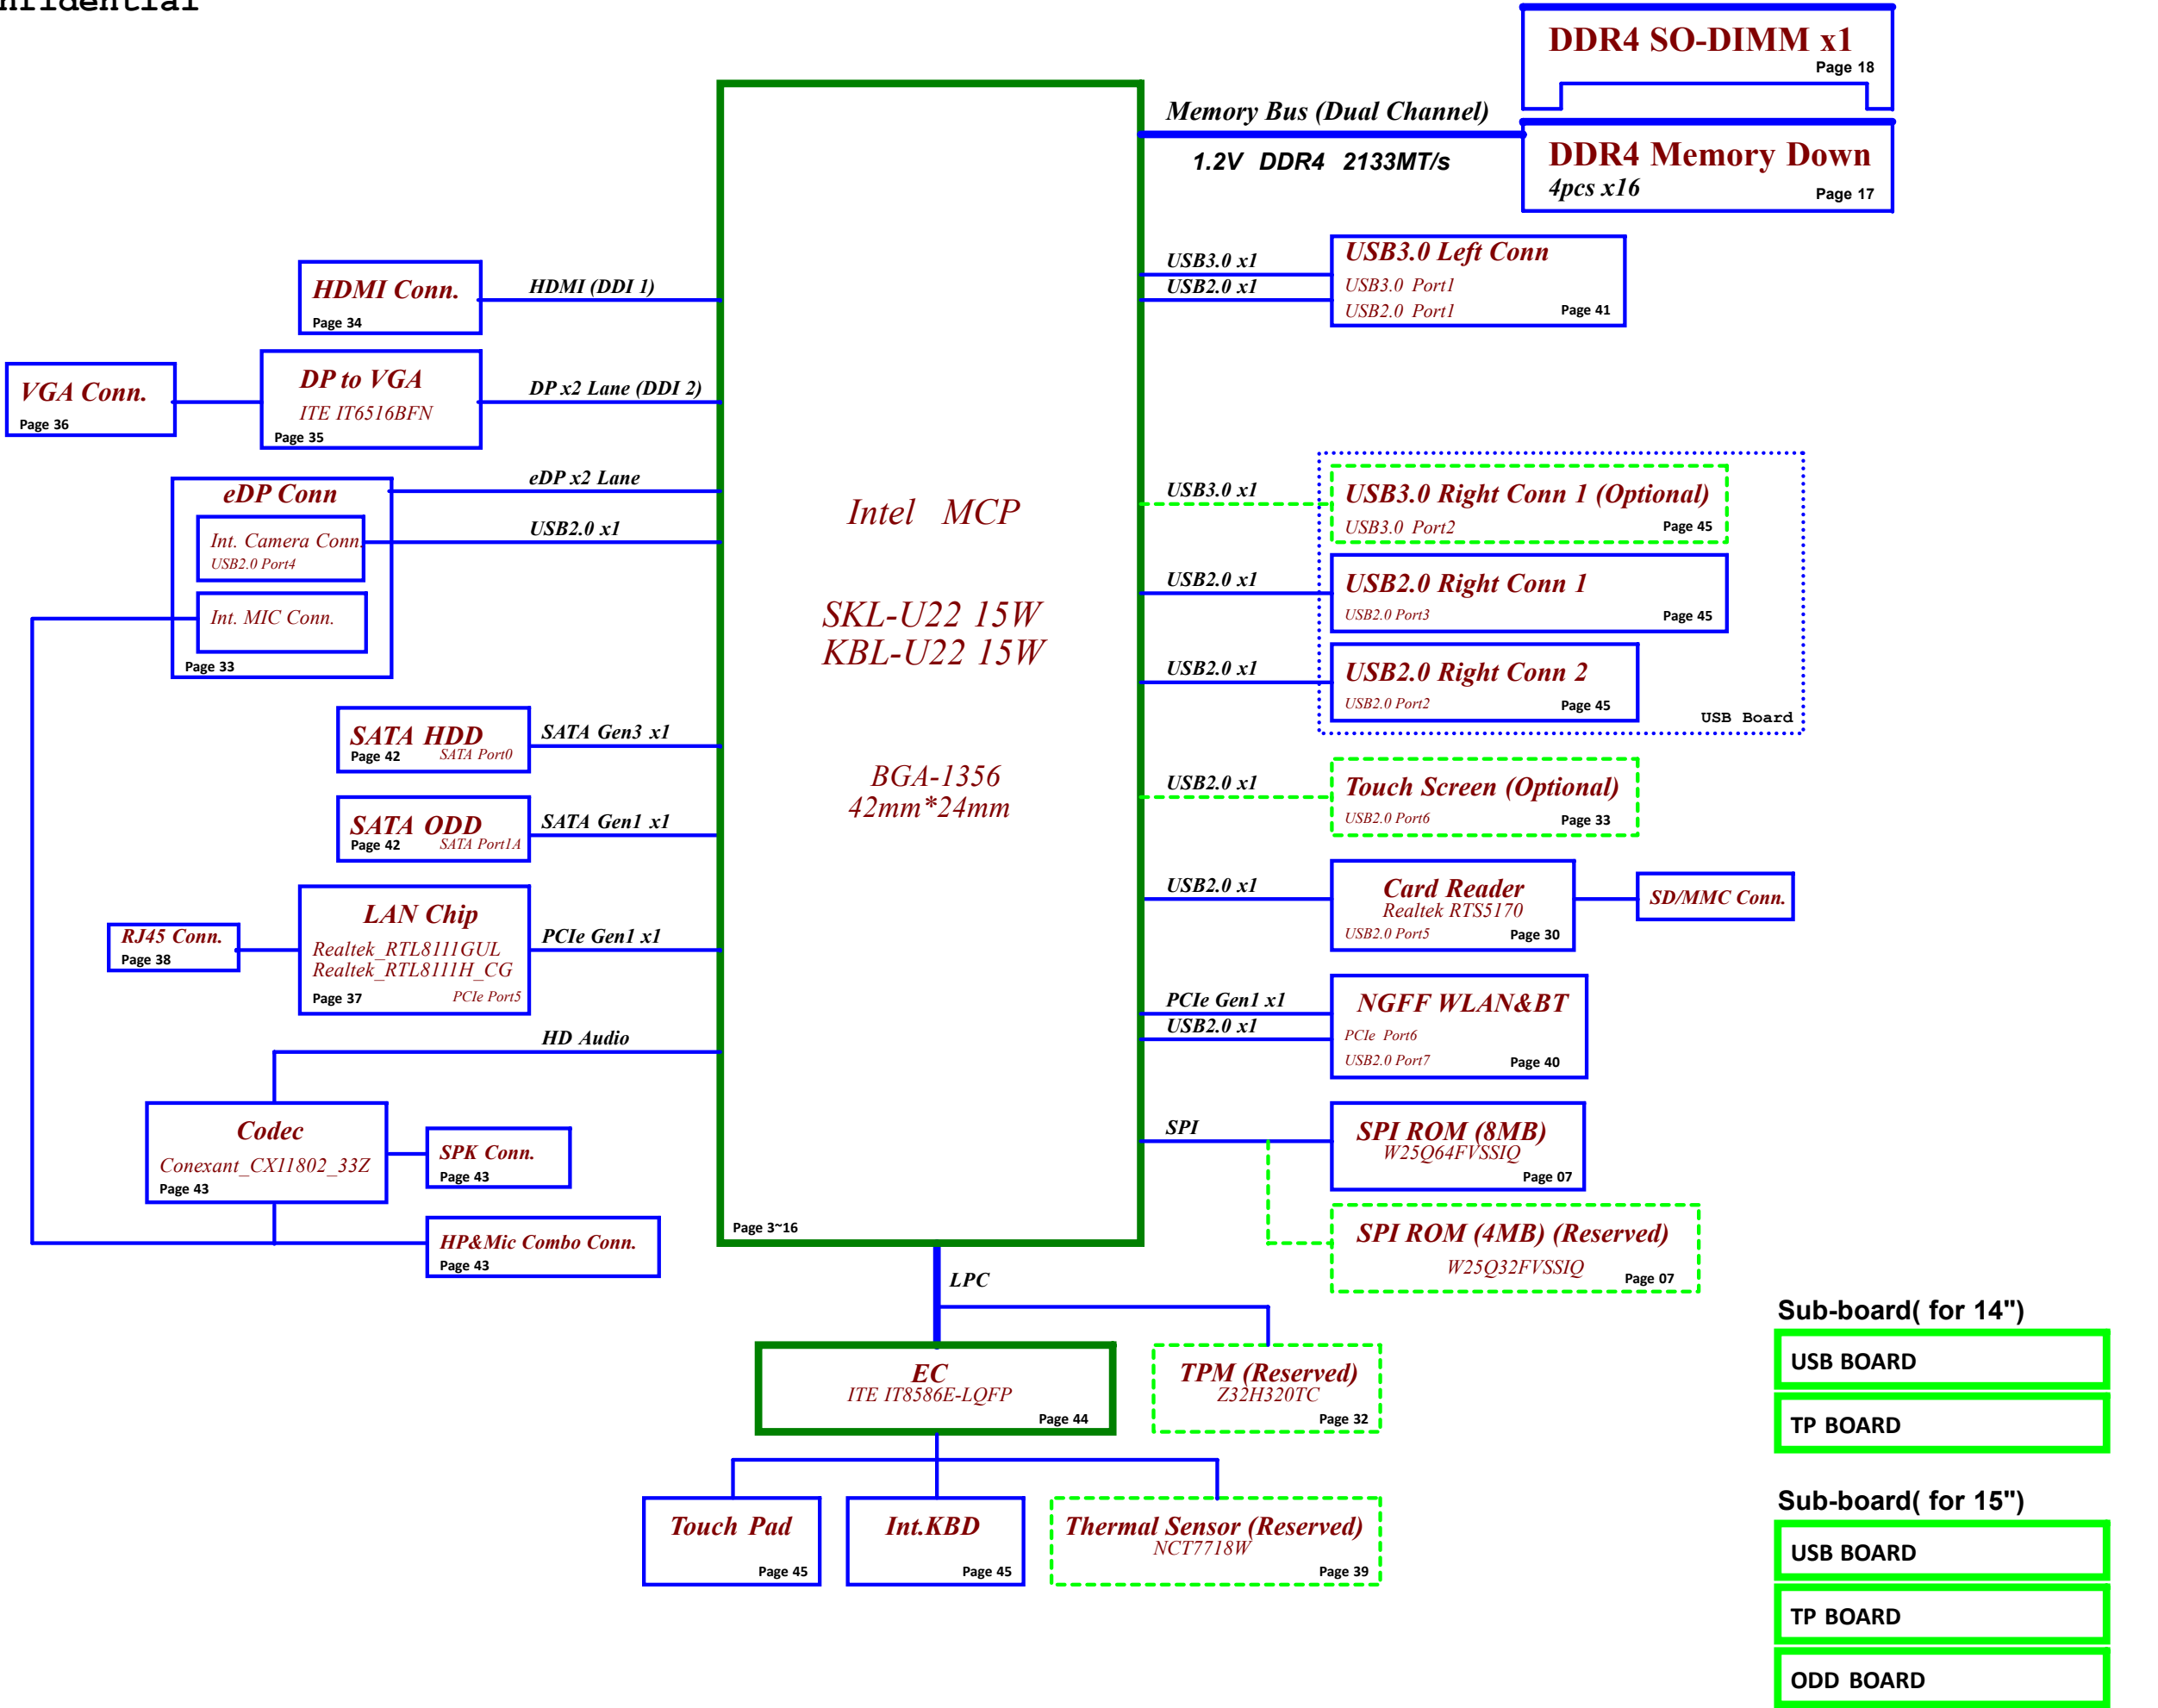 DDR4 SO-DIMM x1
Page 18
Memory Bus (Dual Channel)
1.2V DDR4 2133MT/s
DDR4 Memory Down
4pcs x16
Page 17
HDMI Conn.
Page 34
HDMI (DDI 1)
VGA Conn.
Page 36
DP to VGA
ITE IT6516BFN
Page 35
DP x2 Lane (DDI 2)
eDP Conn
Int. Camera Conn.
USB2.0 Port4
Int. MIC Conn.
Page 33
eDP x2 Lane
USB2.0 x1
SATA HDD
Page 42
SATA Port0
SATA Gen3 x1
SATA ODD
Page 42
SATA Port1A
SATA Gen1 x1
RJ45 Conn.
Page 38
LAN Chip
Realtek_RTL8111GUL
Realtek_RTL8111H_CG
Page 37
PCIe Port5
PCIe Gen1 x1
HD Audio
Codec
Conexant_CX11802_33Z
Page 43
SPK Conn.
Page 43
HP&Mic Combo Conn.
Page 43
Intel MCP
SKL-U22 15W
KBL-U22 15W
BGA-1356
42mm*24mm
Page 3~16
USB3.0 x1
USB2.0 x1
USB3.0 Left Conn
USB3.0 Port1
USB2.0 Port1
Page 41
USB3.0 x1
USB3.0 Right Conn 1 (Optional)
USB3.0 Port2
Page 45
USB2.0 x1
USB2.0 Right Conn 1
USB2.0 Port3
Page 45
USB2.0 x1
USB2.0 Right Conn 2
USB2.0 Port2
Page 45
USB Board
USB2.0 x1
Touch Screen (Optional)
USB2.0 Port6
Page 33
USB2.0 x1
Card Reader
Realtek RTS5170
USB2.0 Port5
Page 30
SD/MMC Conn.
PCIe Gen1 x1
USB2.0 x1
NGFF WLAN&BT
PCIe Port6
USB2.0 Port7
Page 40
SPI
SPI ROM (8MB)
W25Q64FVSSIQ
Page 07
SPI ROM (4MB) (Reserved)
W25Q32FVSSIQ
Page 07
LPC
EC
ITE IT8586E-LQFP
Page 44
TPM (Reserved)
Z32H320TC
Page 32
Touch Pad
Page 45
Int.KBD
Page 45
Thermal Sensor (Reserved)
NCT7718W
Page 39
Sub-board( for 14")
USB BOARD
TP BOARD
Sub-board( for 15")
USB BOARD
TP BOARD
ODD BOARD